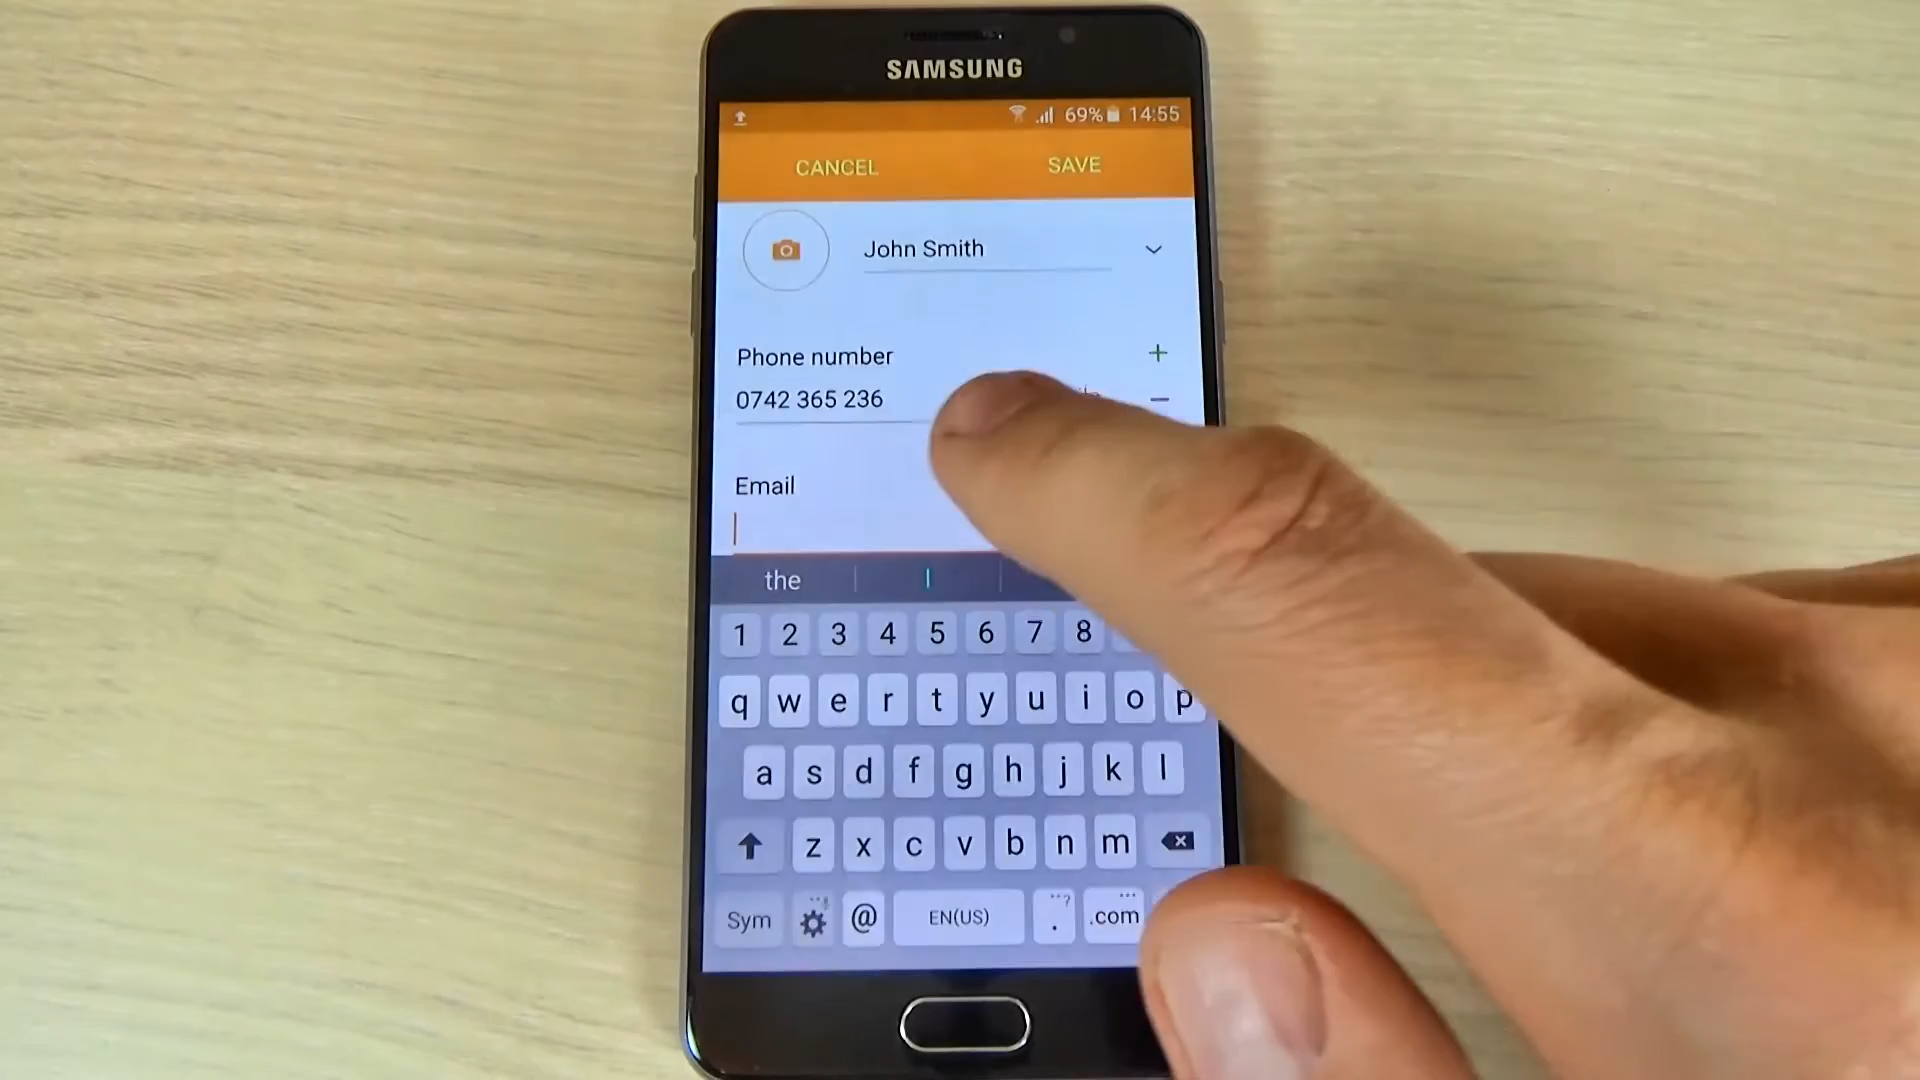 SAMSUNG
69% 14:55
CANCEL SAVE
John Smith
Phone number
0742 365 236
Email
the I
1 2 3 4 5 6 7 8
q w e r t y u i o p
a s d f g h j k l
z x c v b n m
Sym @ EN(US) . .com